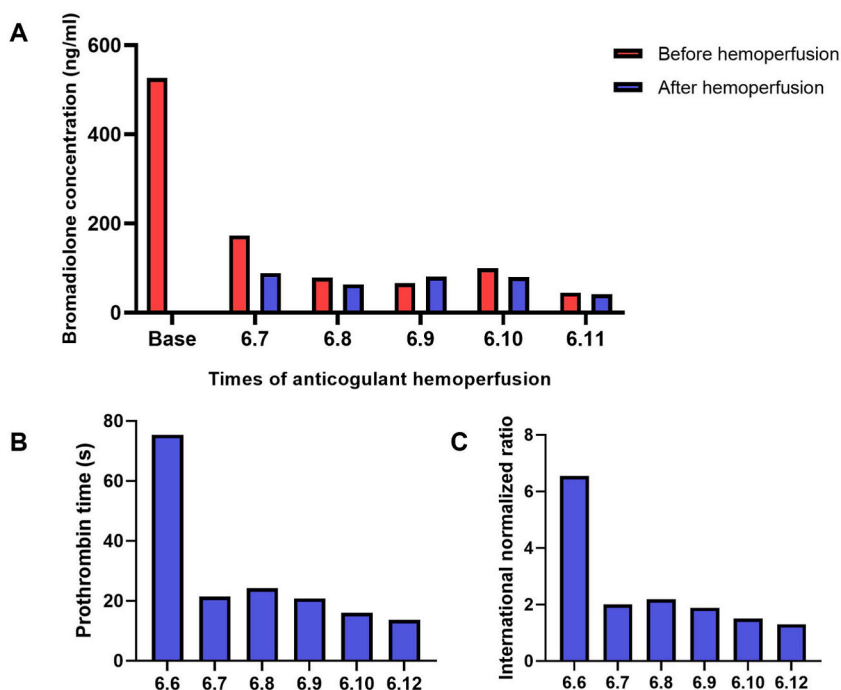 A
Bromadiolone concentration (ng/ml)
600
400
200
0
Base 6.7 6.8 6.9 6.10 6.11
Times of anticogulant hemoperfusion
Before hemoperfusion
After hemoperfusion
B
Prothrombin time (s)
80
60
40
20
0
6.6 6.7 6.8 6.9 6.10 6.12
C
International normalized ratio
8
6
4
2
0
6.6 6.7 6.8 6.9 6.10 6.12